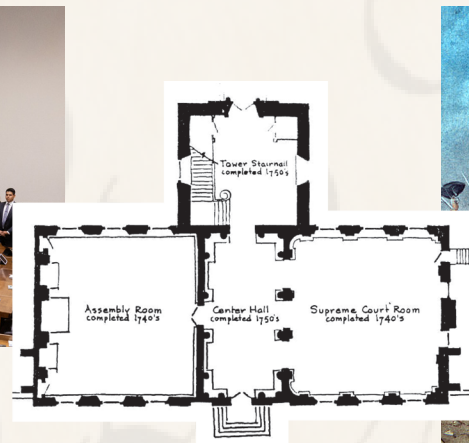 Tower Stairhall
completed 1750's
Assembly Room
completed 1740's
Center Hall
completed 1750's
Supreme Court Room
completed 1740's